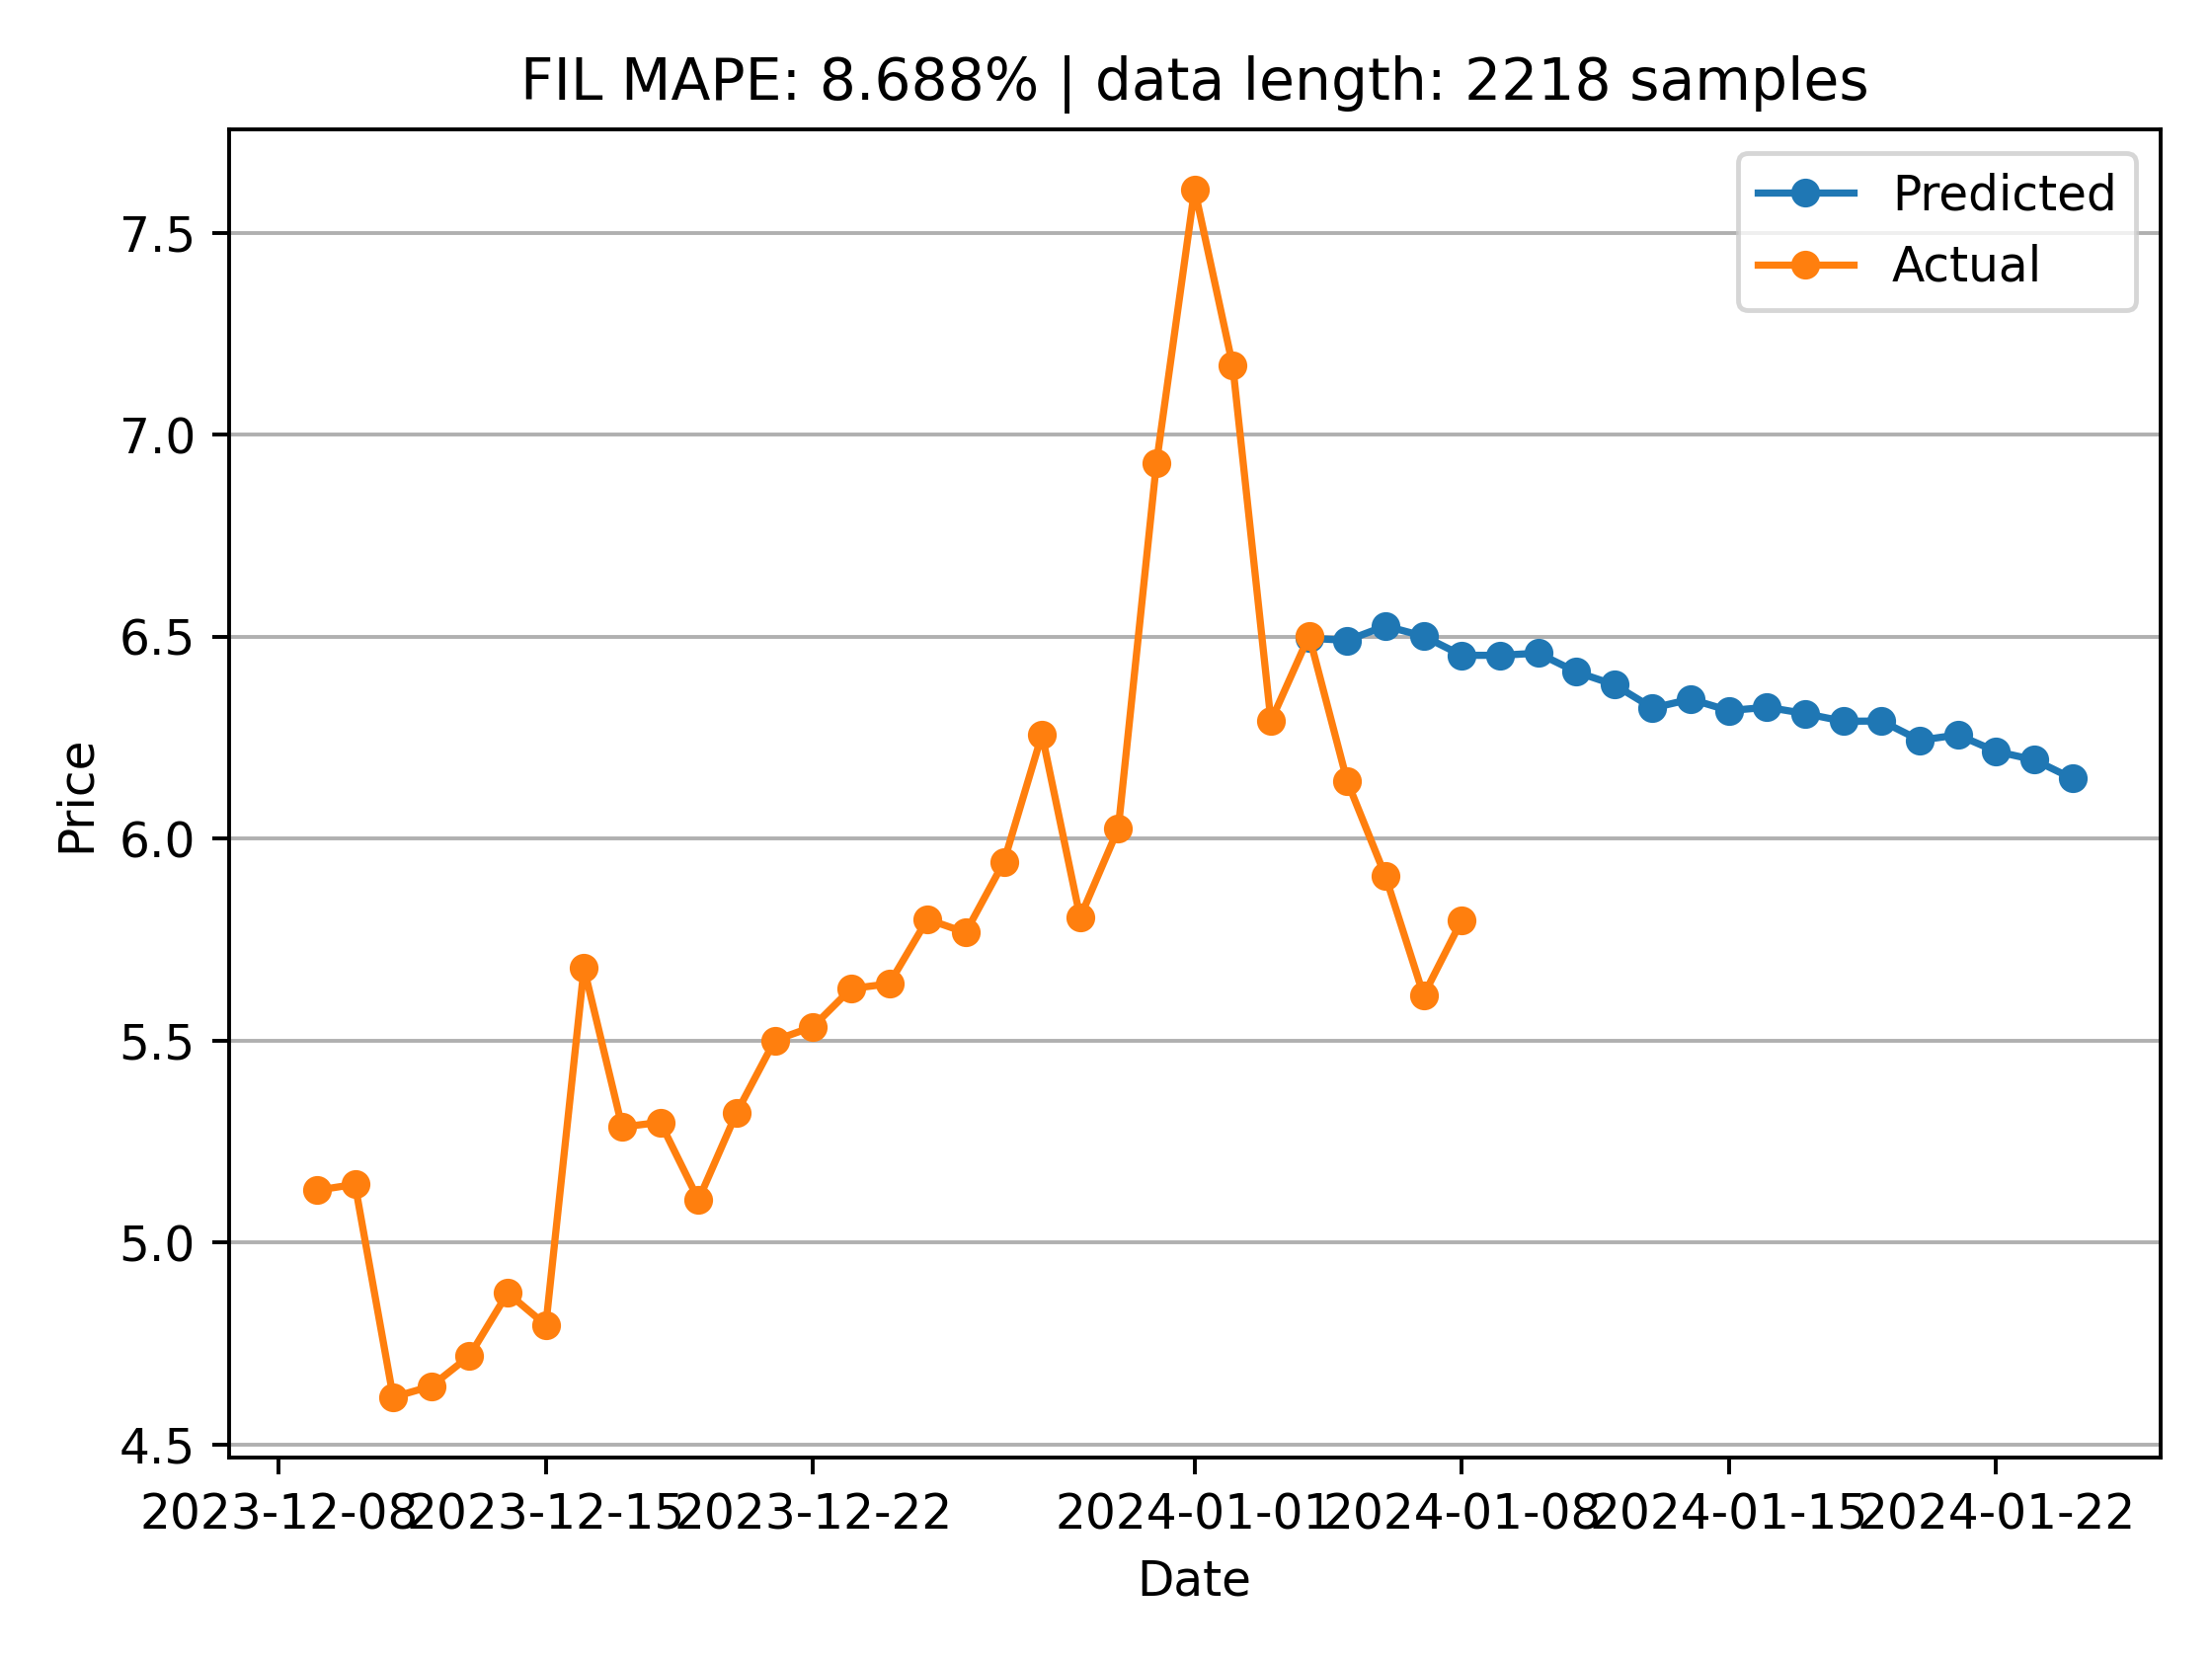 FIL MAPE: 8.688% | data length: 2218 samples
Predicted
Actual
7.5
7.0
6.5
6.0
5.5
5.0
4.5
Price
2023-12-08
2023-12-15
2023-12-22
2024-01-01
2024-01-08
2024-01-15
2024-01-22
Date